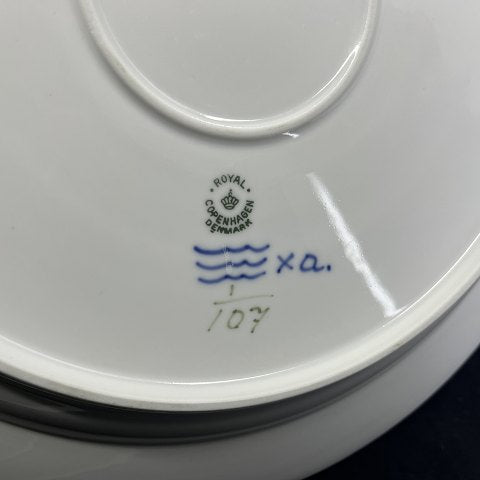 ROYAL
COPENHAGEN
DENMARK
xa.
1
107